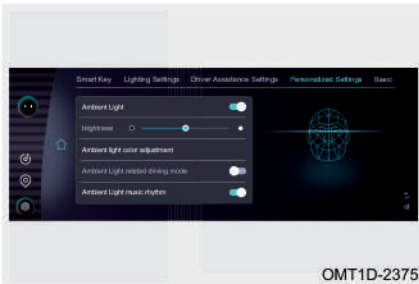 Smart Key Lighting Settings Driver Assistance Settings Personalized Settings Basic
Ambient Light
brightness
Ambient light color adjustment
Ambient Light related driving mode
Ambient Light music rhythm
OMT1D-2375